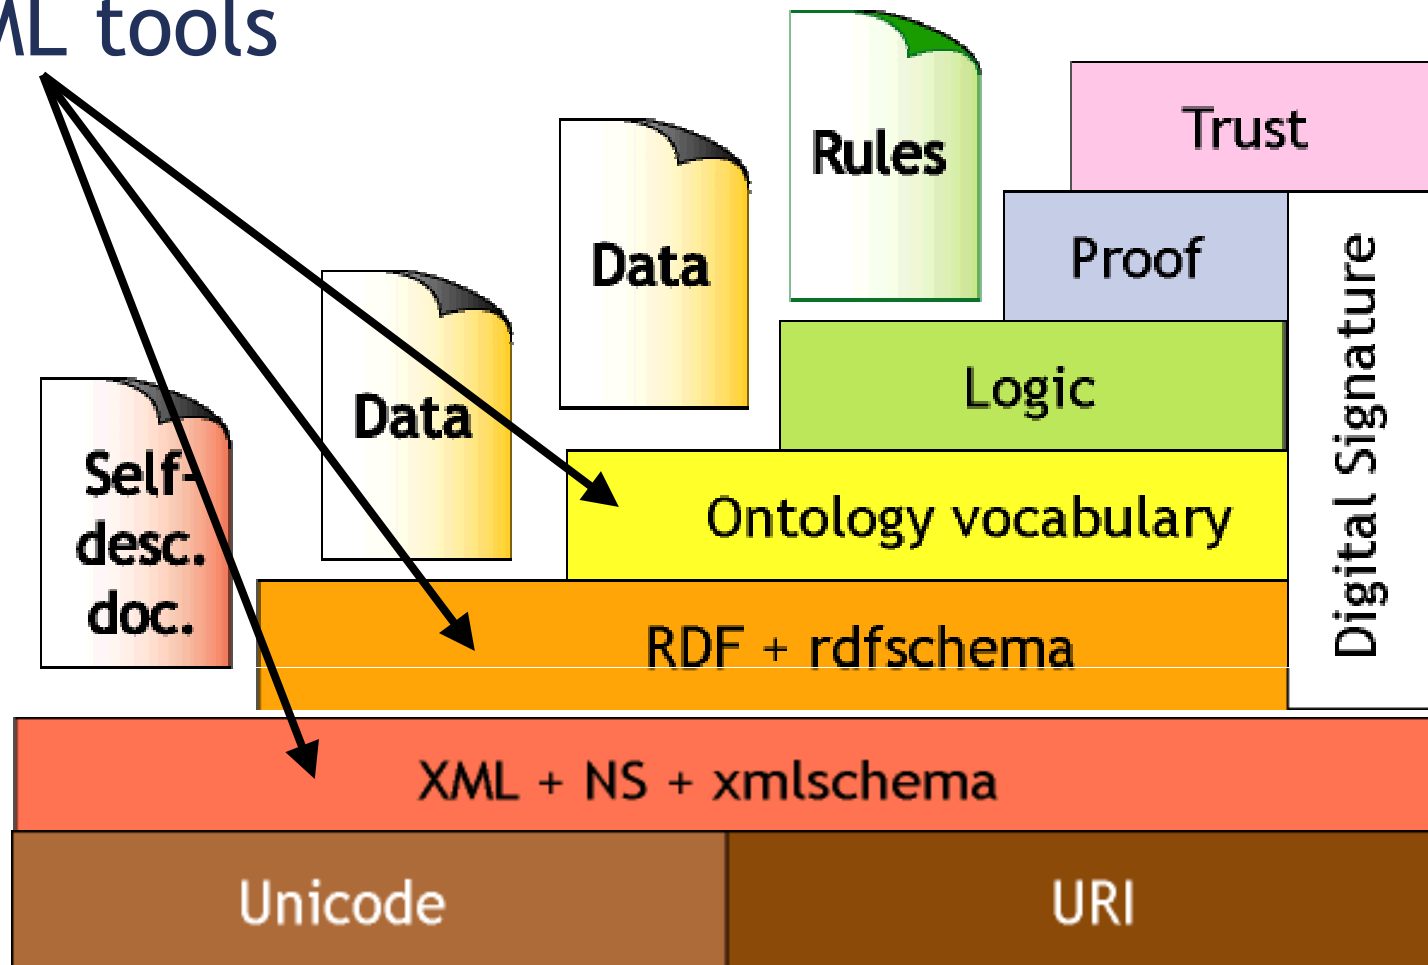 ML tools
Rules
Trust
Data
Proof
Data
Logic
Self-
desc.
doc.
Ontology vocabulary
Digital Signature
RDF + rdfschema
XML + NS + xmlschema
Unicode
URI